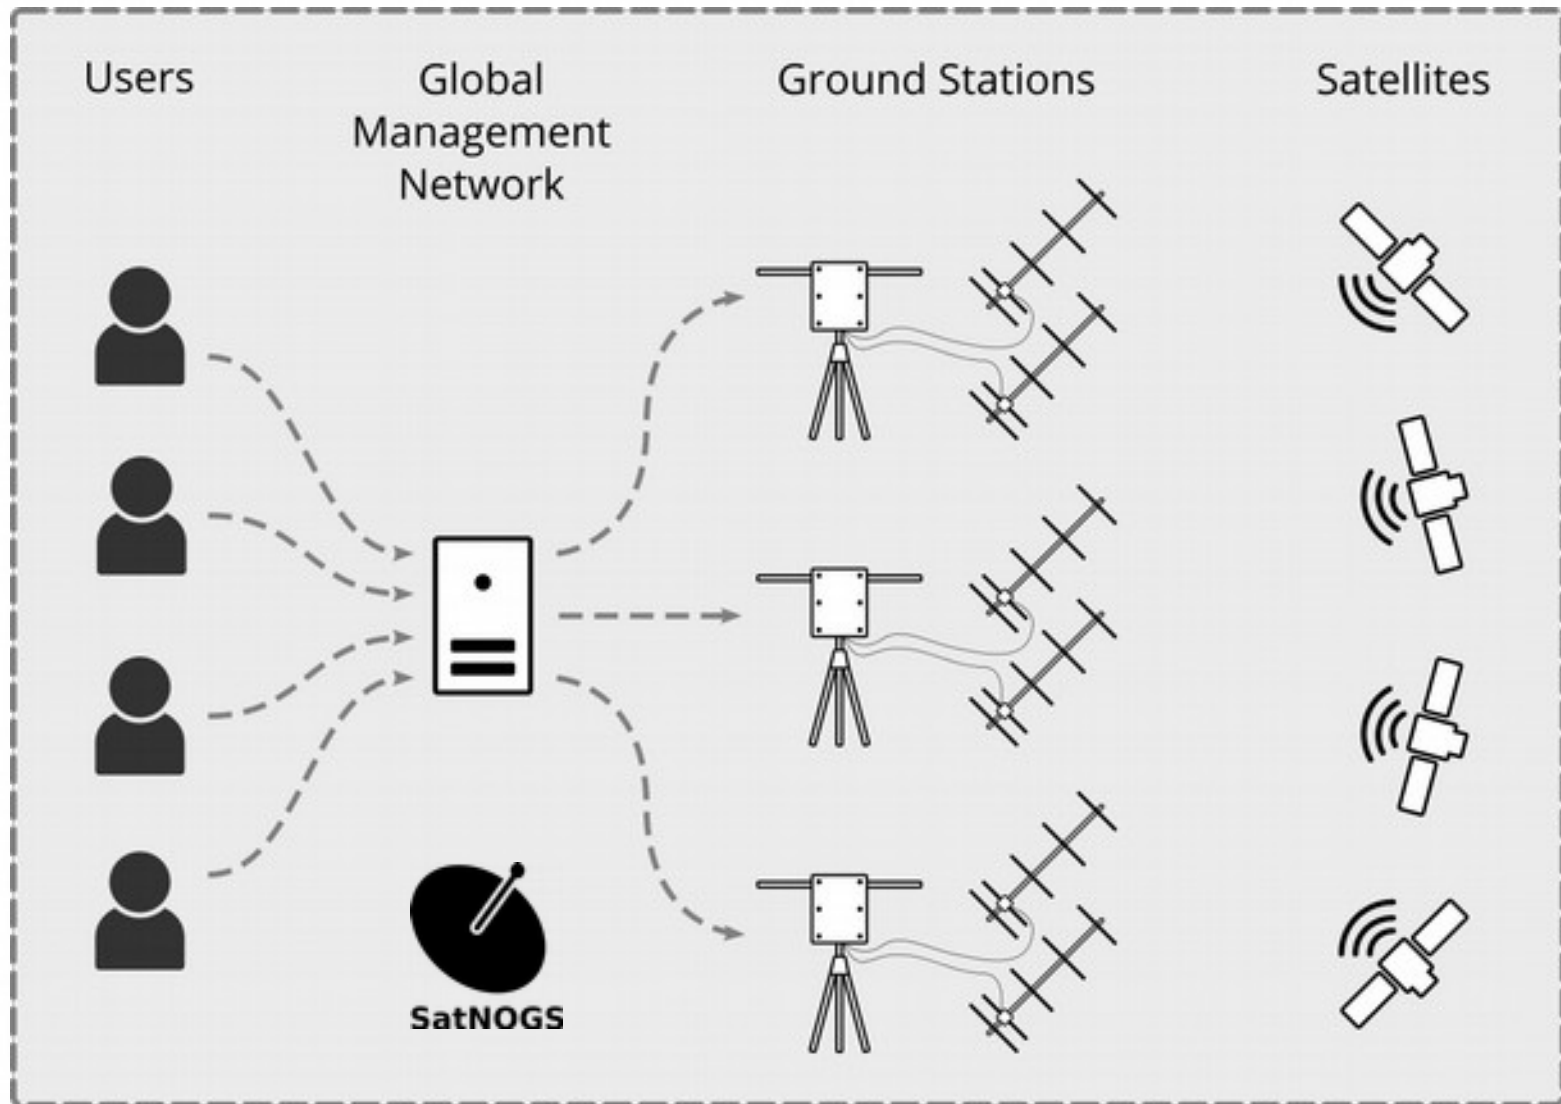 Users
Global
Management
Network
Ground Stations
Satellites
SatNOGS